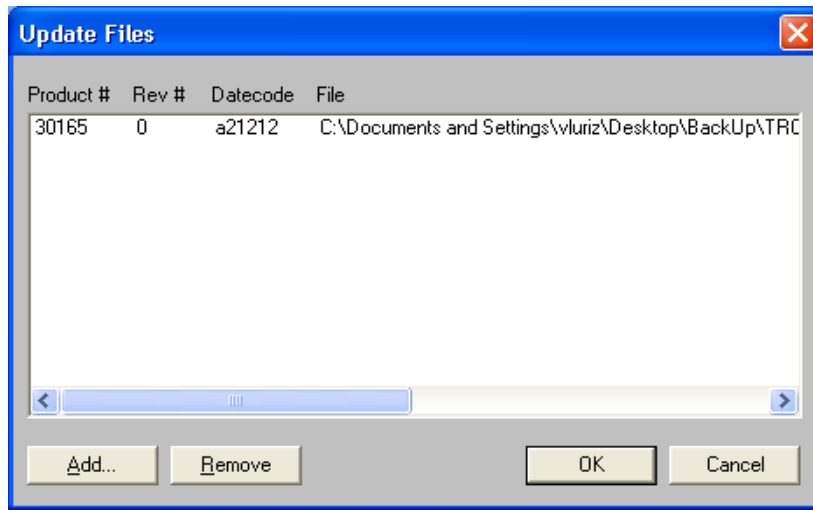 Update Files
Product # Rev # Datecode File
30165 0 a21212 C:\Documents and Settings\vluriz\Desktop\BackUp\TRC
Add... Remove OK Cancel